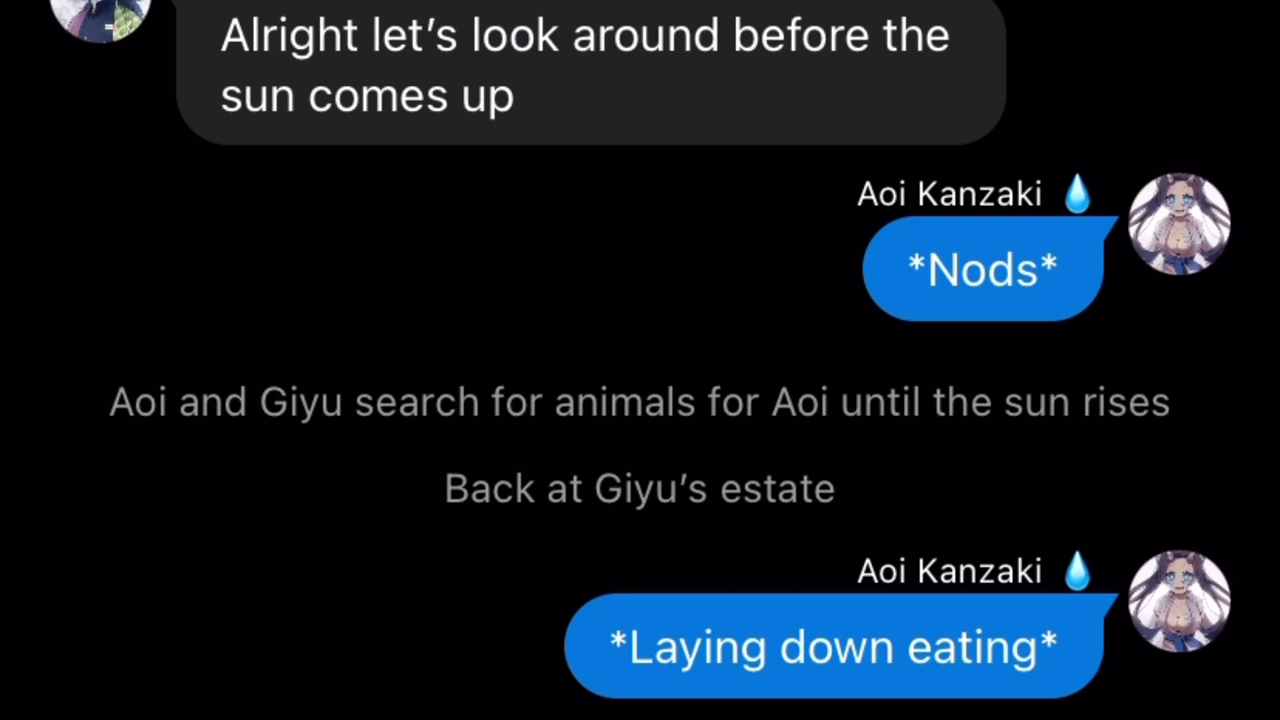 Alright let’s look around before the
sun comes up
Aoi Kanzaki 💧
*Nods*
Aoi and Giyu search for animals for Aoi until the sun rises
Back at Giyu’s estate
Aoi Kanzaki 💧
*Laying down eating*